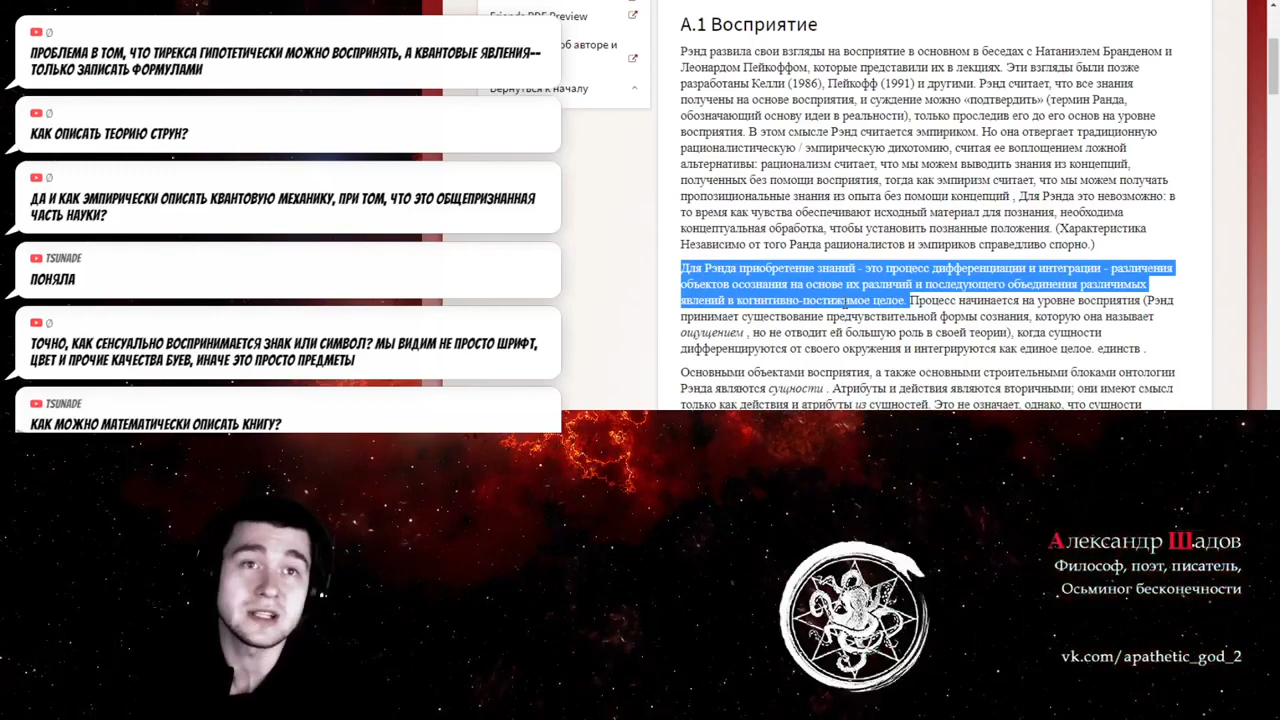 Ø
ПРОБЛЕМА В ТОМ, ЧТО ТИРЕКСА ГИПОТЕТИЧЕСКИ МОЖНО ВОСПРИНЯТЬ, А КВАНТОВЫЕ ЯВЛЕНИЯ--
ТОЛЬКО ЗАПИСАТЬ ФОРМУЛАМИ
Ø
КАК ОПИСАТЬ ТЕОРИЮ СТРУН?
Ø
ДА И КАК ЭМПИРИЧЕСКИ ОПИСАТЬ КВАНТОВУЮ МЕХАНИКУ, ПРИ ТОМ, ЧТО ЭТО ОБЩЕПРИЗНАННАЯ
ЧАСТЬ НАУКИ?
TSUNADE
ПОНЯЛА
Ø
ТОЧНО, КАК СЕНСУАЛЬНО ВОСПРИНИМАЕТСЯ ЗНАК ИЛИ СИМВОЛ? МЫ ВИДИМ НЕ ПРОСТО ШРИФТ,
ЦВЕТ И ПРОЧИЕ КАЧЕСТВА БУЕВ, ИНАЧЕ ЭТО ПРОСТО ПРЕДМЕТЫ
TSUNADE
КАК МОЖНО МАТЕМАТИЧЕСКИ ОПИСАТЬ КНИГУ?
Friends PDF Preview
об авторе и
Вернуться к началу
A.1 Восприятие
Рэнд развила свои взгляды на восприятие в основном в беседах с Натаниэлем Бранденом и
Леонардом Пейкоффом, которые представили их в лекциях. Эти взгляды были позже
разработаны Келли (1986), Пейкофф (1991) и другими. Рэнд считает, что все знания
получены на основе восприятия, и суждение можно «подтвердить» (термин Ранда,
обозначающий основу идеи в реальности), только проследив его до его основ на уровне
восприятия. В этом смысле Рэнд считается эмпириком. Но она отвергает традиционную
рационалистическую / эмпирическую дихотомию, считая ее воплощением ложной
альтернативы: рационализм считает, что мы можем выводить знания из концепций,
полученных без помощи восприятия, тогда как эмпиризм считает, что мы можем получать
пропозициональные знания из опыта без помощи концепций , Для Рэнда это невозможно: в
то время как чувства обеспечивают исходный материал для познания, необходима
концептуальная обработка, чтобы установить познанные положения. (Характеристика
Независимо от того Ранда рационалистов и эмпириков справедливо спорно.)
Для Рэнда приобретение знаний - это процесс дифференциации и интеграции - различения
объектов осознания на основе их различий и последующего объединения различимых
явлений в когнитивно-постижимое целое. Процесс начинается на уровне восприятия (Рэнд
принимает существование предчувствительной формы сознания, которую она называет
ощущением , но не отводит ей большую роль в своей теории), когда сущности
дифференцируются от своего окружения и интегрируются как единое целое. единств .
Основными объектами восприятия, а также основными строительными блоками онтологии
Рэнда являются сущности . Атрибуты и действия являются вторичными; они имеют смысл
только как действия и атрибуты из сущностей. Это не означает, однако, что сущности
Александр Шадов
Философ, поэт, писатель,
Осьминог бесконечности
vk.com/apathetic_god_2